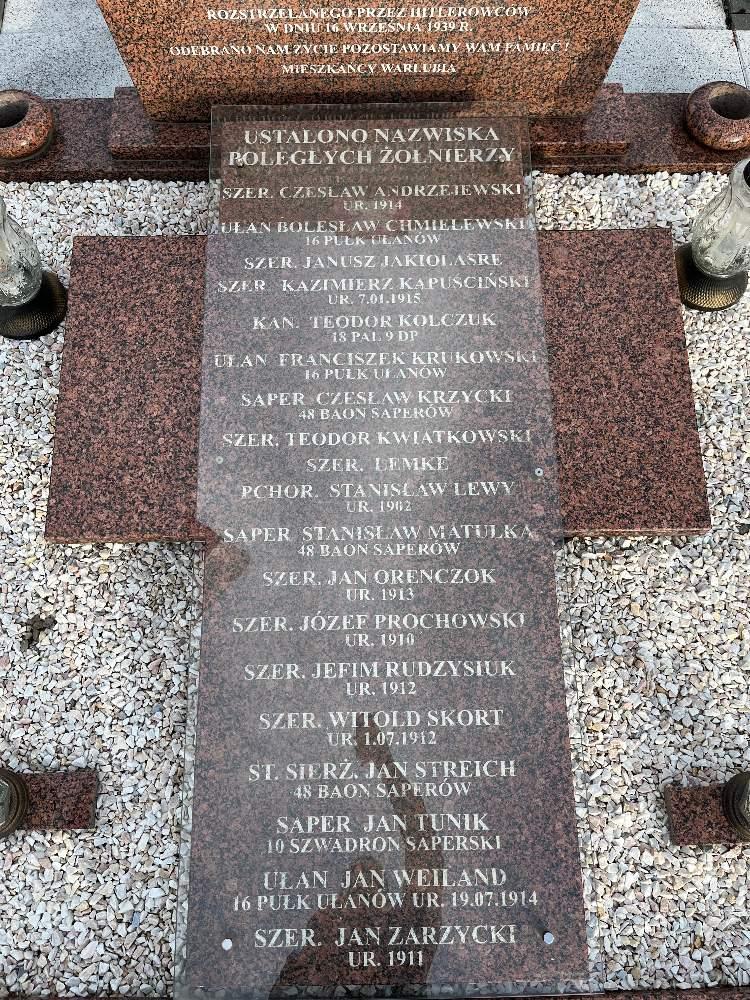 ROZSTRZELANEGO PRZEZ HITLEROWCÓW
W DNIU 16 WRZEŚNIA 1939 R.
ODEBRANO NAM ŻYCIE POZOSTAWIAMY WAM PAMIĘĆ !
MIESZKAŃCY WARLUBIA
USTALONO NAZWISKA
POLEGŁYCH ŻOŁNIERZY
SZER. CZESŁAW ANDRZEJEWSKI
UR. 1914
UŁAN BOLESŁAW CHMIELEWSKI
16 PUŁK UŁANÓW
SZER. JANUSZ JAKIOLASRE
SZER. KAZIMIERZ KAPUŚCIŃSKI
UR. 7.01.1915
KAN. TEODOR KOLCZUK
18 PAL 9 DP
UŁAN FRANCISZEK KRUKOWSKI
16 PUŁK UŁANÓW
SAPER CZESŁAW KRZYCKI
48 BAON SAPERÓW
SZER. TEODOR KWIATKOWSKI
SZER. LEMKE
PCHOR. STANISŁAW LEWY
UR. 1902
SAPER STANISŁAW MATUŁKA
48 BAON SAPERÓW
SZER. JAN ORENCZOK
UR. 1913
SZER. JÓZEF PROCHOWSKI
UR. 1910
SZER. JEFIM RUDZYSIUK
UR. 1912
SZER. WITOLD SKORT
UR. 1.07.1912
ST. SIERŻ. JAN STREICH
48 BAON SAPERÓW
SAPER JAN TUNIK
10 SZWADRON SAPERSKI
UŁAN JAN WEILAND
16 PUŁK UŁANÓW UR. 19.07.1914
SZER. JAN ZARZYCKI
UR. 1911